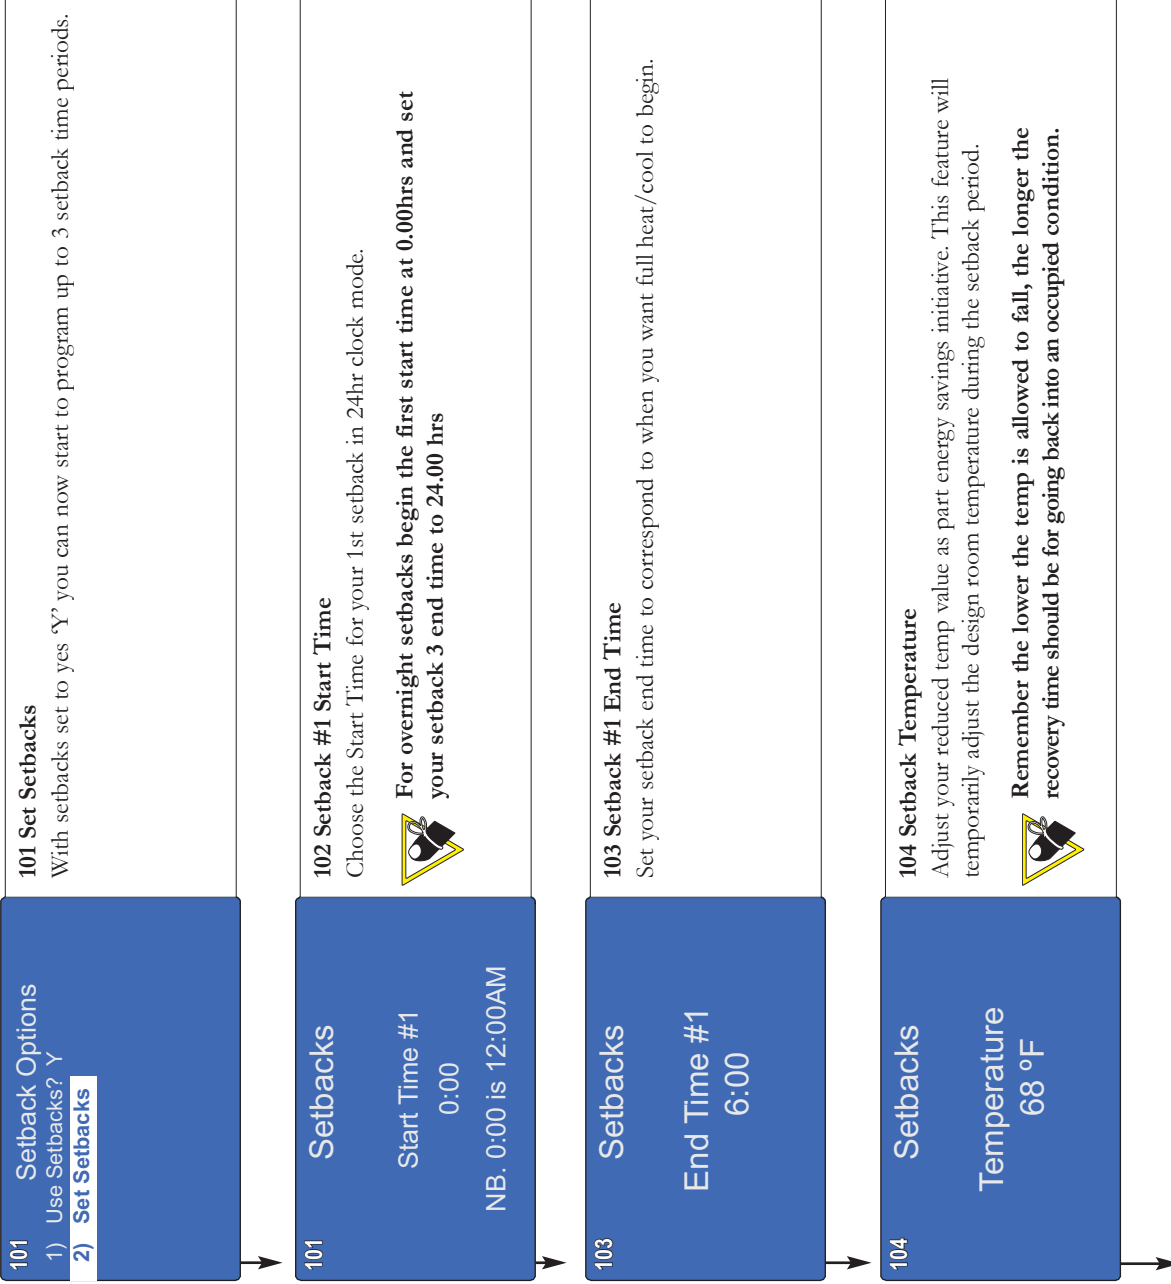 101
Setback Options
1) Use Setbacks? Y
2) Set Setbacks
101 Set Setbacks
With setbacks set to yes ‘Y’ you can now start to program up to 3 setback time periods.
101
Setbacks
Start Time #1
0:00
NB. 0:00 is 12:00AM
102 Setback #1 Start Time
Choose the Start Time for your 1st setback in 24hr clock mode.
For overnight setbacks begin the first start time at 0.00hrs and set
your setback 3 end time to 24.00 hrs
103
Setbacks
End Time #1
6:00
103 Setback #1 End Time
Set your setback end time to correspond to when you want full heat/cool to begin.
104
Setbacks
Temperature
68 ºF
104 Setback Temperature
Adjust your reduced temp value as part energy savings initiative. This feature will
temporarily adjust the design room temperature during the setback period.
Remember the lower the temp is allowed to fall, the longer the
recovery time should be for going back into an occupied condition.